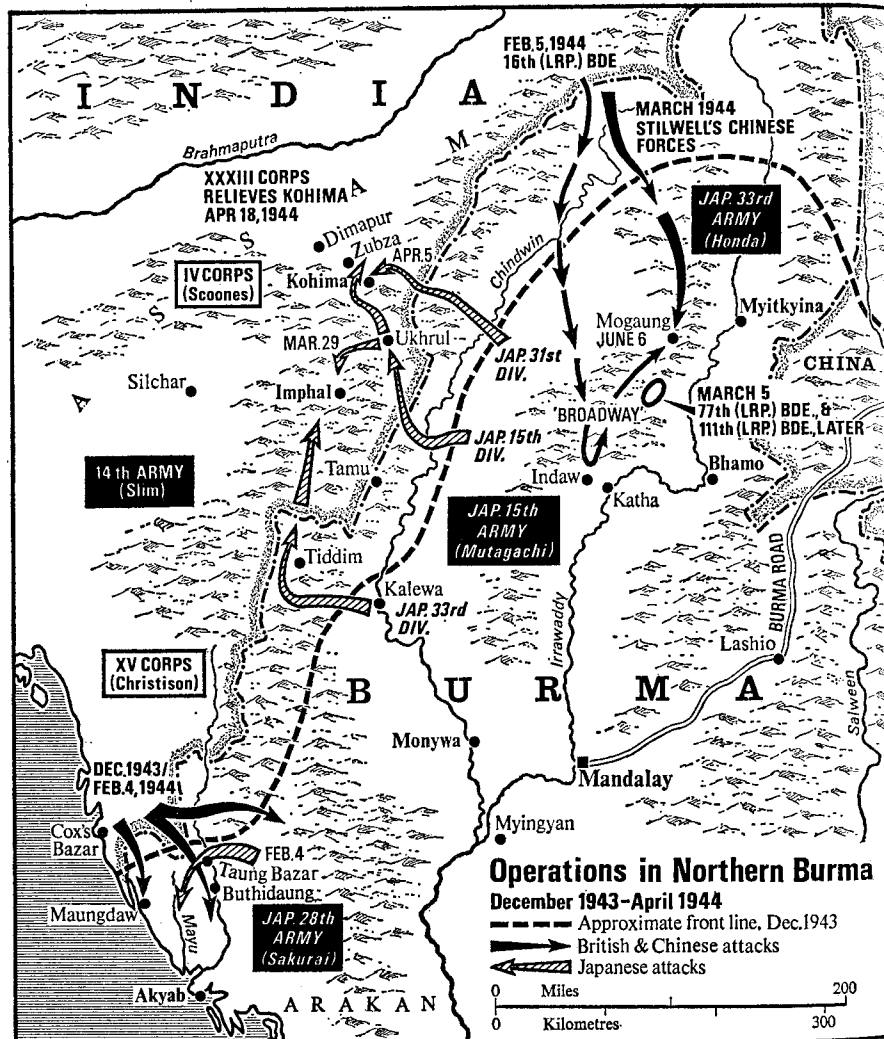 FEB. 5, 1944
16th (LRP.) BDE
I N D I A
MARCH 1944
STILWELL'S CHINESE
FORCES
Brahmaputra
XXXIII CORPS
RELIEVES KOHIMA
APR 18, 1944
A S S A M
JAP. 33rd
ARMY
(Honda)
Dimapur
Zubza
APR. 5
Chindwin
IV CORPS
(Scoones)
Kohima
Myitkyina
Mogaung
JUNE 6
MAR. 29
Ukhrul
JAP. 31st
DIV.
CHINA
Silchar
Imphal
MARCH 5
77th (LRP.) BDE., &
111th (LRP.) BDE., LATER
'BROADWAY'
JAP. 15th
DIV.
14th ARMY
(Slim)
Tamu
Indaw
Katha
Bhamo
JAP. 15th
ARMY
(Mutagachi)
Tiddim
Kalewa
JAP. 33rd
DIV.
Irrawaddy
BURMA ROAD
Lashio
Salween
XV CORPS
(Christison)
B U R M A
Monywa
Mandalay
DEC. 1943/
FEB. 4, 1944
Cox's
Bazar
Myingyan
FEB. 4
Taung Bazar
Buthidaung
Maungdaw
Mayu
JAP. 28th
ARMY
(Sakurai)
Akyab
ARAKAN
Operations in Northern Burma
December 1943–April 1944
Approximate front line, Dec. 1943
British & Chinese attacks
Japanese attacks
0 Miles 200
0 Kilometres 300